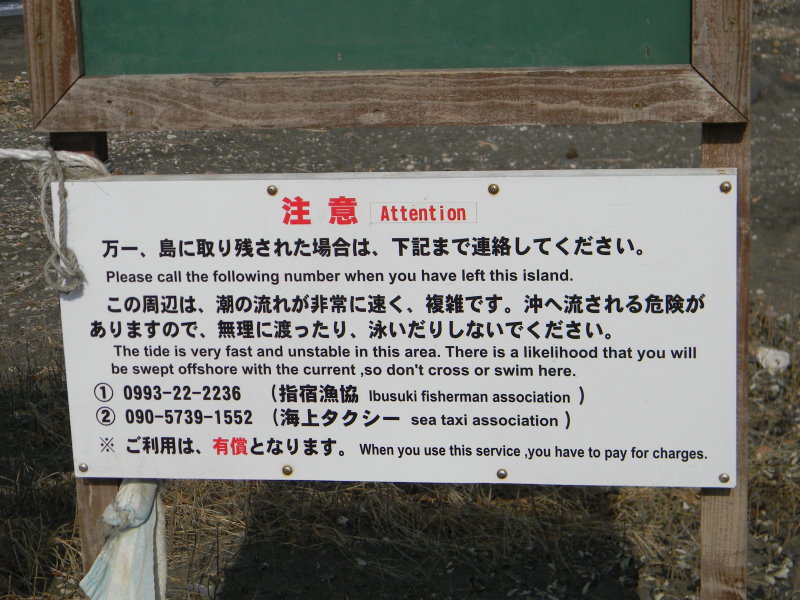 注意 Attention
万一、島に取り残された場合は、下記まで連絡してください。
Please call the following number when you have left this island.
この周辺は、潮の流れが非常に速く、複雑です。沖へ流される危険が
ありますので、無理に渡ったり、泳いだりしないでください。
The tide is very fast and unstable in this area. There is a likelihood that you will
be swept offshore with the current ,so don't cross or swim here.
① 0993-22-2236 (指宿漁協 Ibusuki fisherman association )
② 090-5739-1552 (海上タクシー sea taxi association )
※ ご利用は、有償となります。 When you use this service ,you have to pay for charges.